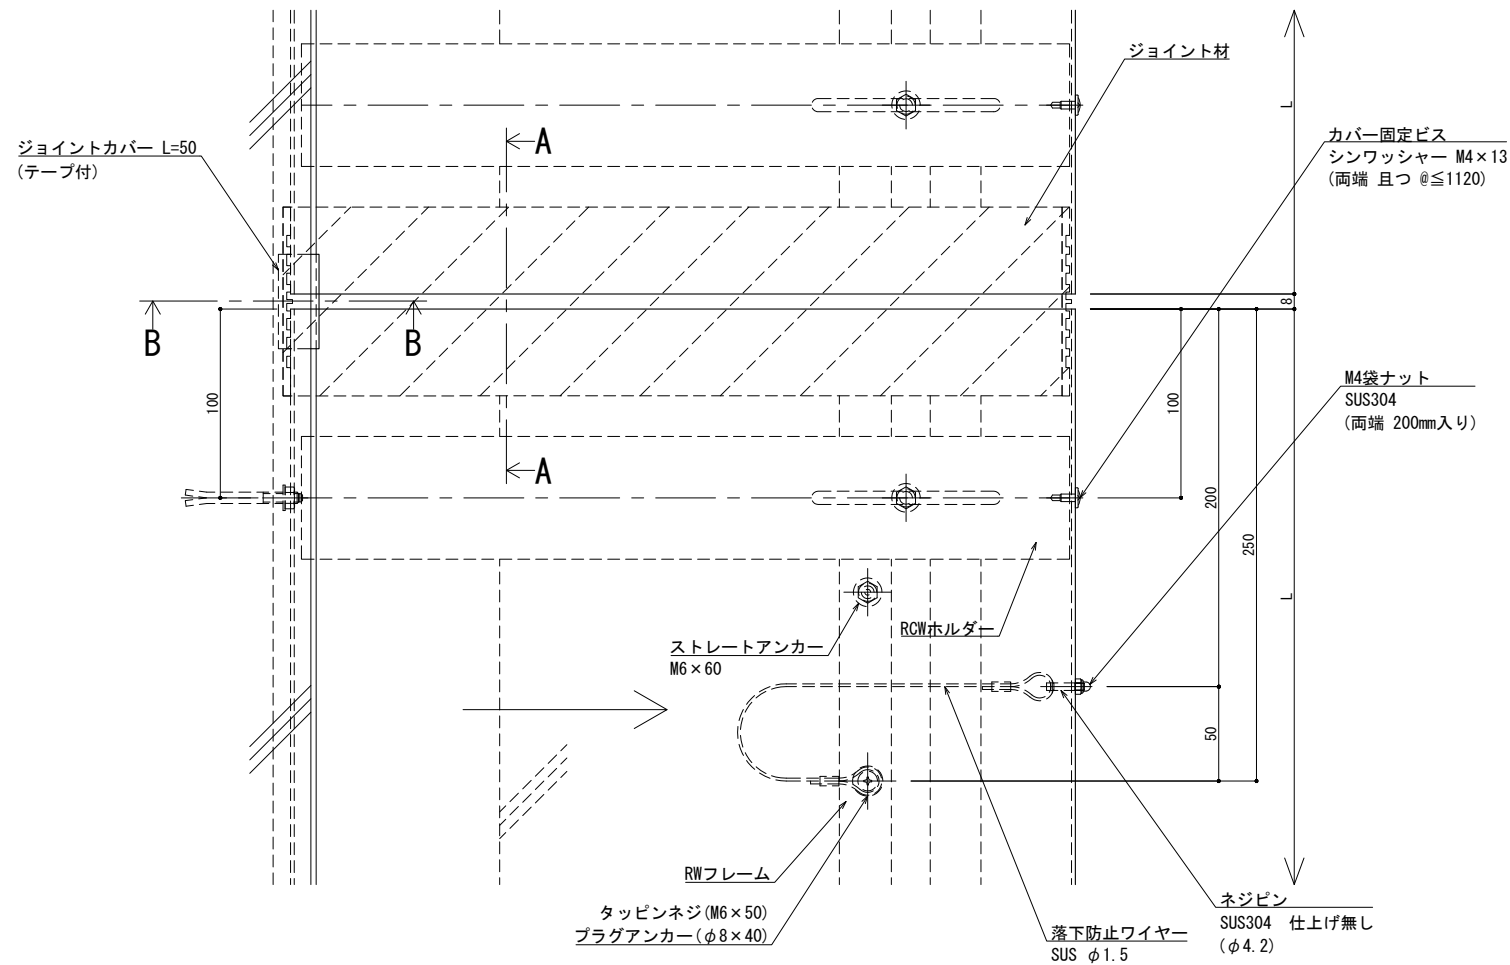 ジョイント材
L
A
カバー固定ビス
シンワッシャー M4×13
(両端 且つ @≦1120)
ジョイントカバー L=50
(テープ付)
8
B
B
M4袋ナット
SUS304
(両端 200mm入り)
100
100
A
200
250
L
RCWホルダー
ストレートアンカー
M6×60
50
RWフレーム
タッピンネジ(M6×50)
プラグアンカー(φ8×40)
ネジピン
SUS304 仕上げ無し
(φ4.2)
落下防止ワイヤー
SUS φ1.5